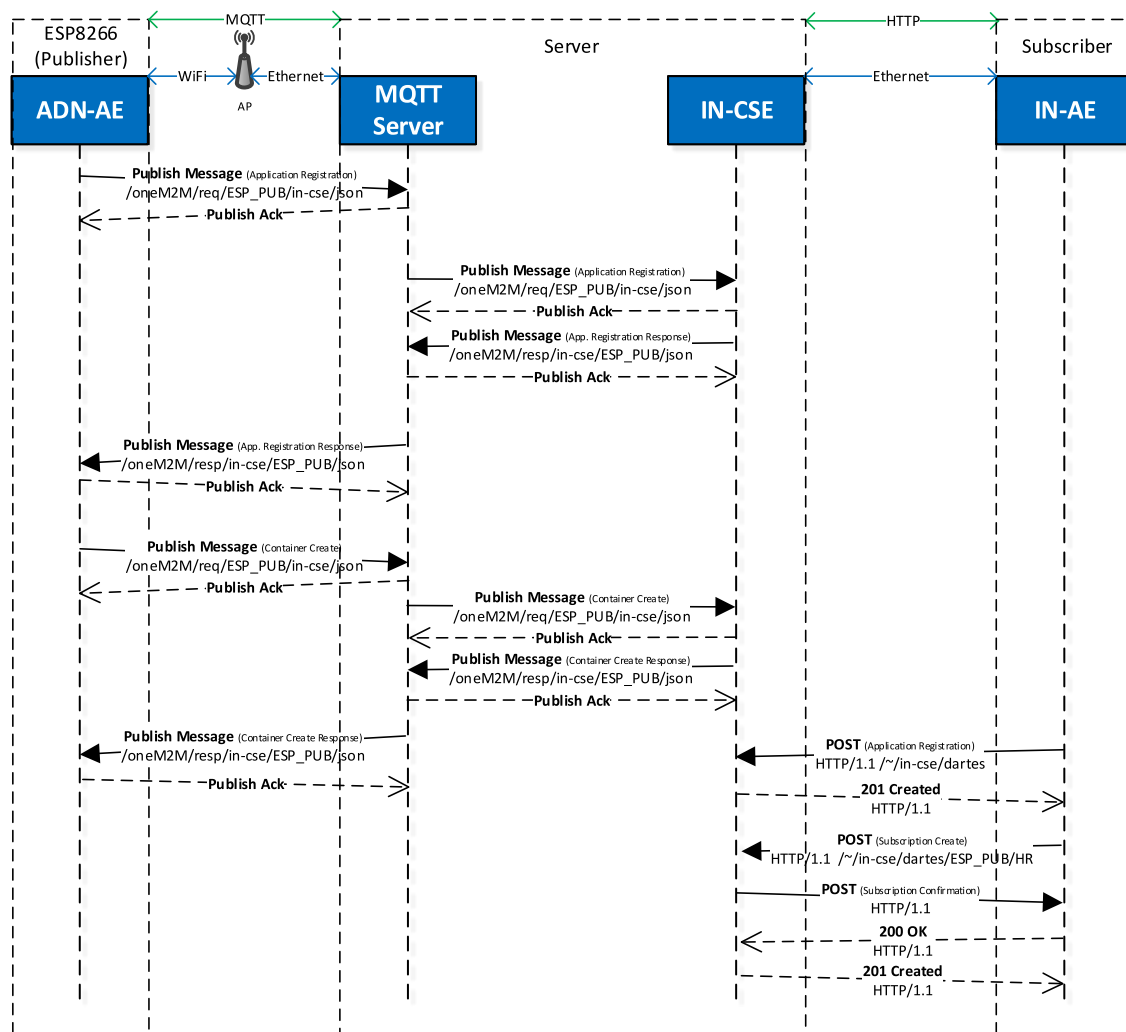 MQTT
HTTP
ESP8266
(Publisher)
Server
Subscriber
WiFi
Ethernet
Ethernet
AP
ADN-AE
MQTT
Server
IN-CSE
IN-AE
Publish Message (Application Registration)
/oneM2M/req/ESP_PUB/in-cse/json
Publish Ack
Publish Message (Application Registration)
/oneM2M/req/ESP_PUB/in-cse/json
Publish Ack
Publish Message (App. Registration Response)
/oneM2M/resp/in-cse/ESP_PUB/json
Publish Ack
Publish Message (App. Registration Response)
/oneM2M/resp/in-cse/ESP_PUB/json
Publish Ack
Publish Message (Container Create)
/oneM2M/req/ESP_PUB/in-cse/json
Publish Ack
Publish Message (Container Create)
/oneM2M/req/ESP_PUB/in-cse/json
Publish Ack
Publish Message (Container Create Response)
/oneM2M/resp/in-cse/ESP_PUB/json
Publish Ack
Publish Message (Container Create Response)
/oneM2M/resp/in-cse/ESP_PUB/json
Publish Ack
POST (Application Registration)
HTTP/1.1 /~/in-cse/dartes
201 Created
HTTP/1.1
POST (Subscription Create)
HTTP/1.1 /~/in-cse/dartes/ESP_PUB/HR
POST (Subscription Confirmation)
HTTP/1.1
200 OK
HTTP/1.1
201 Created
HTTP/1.1